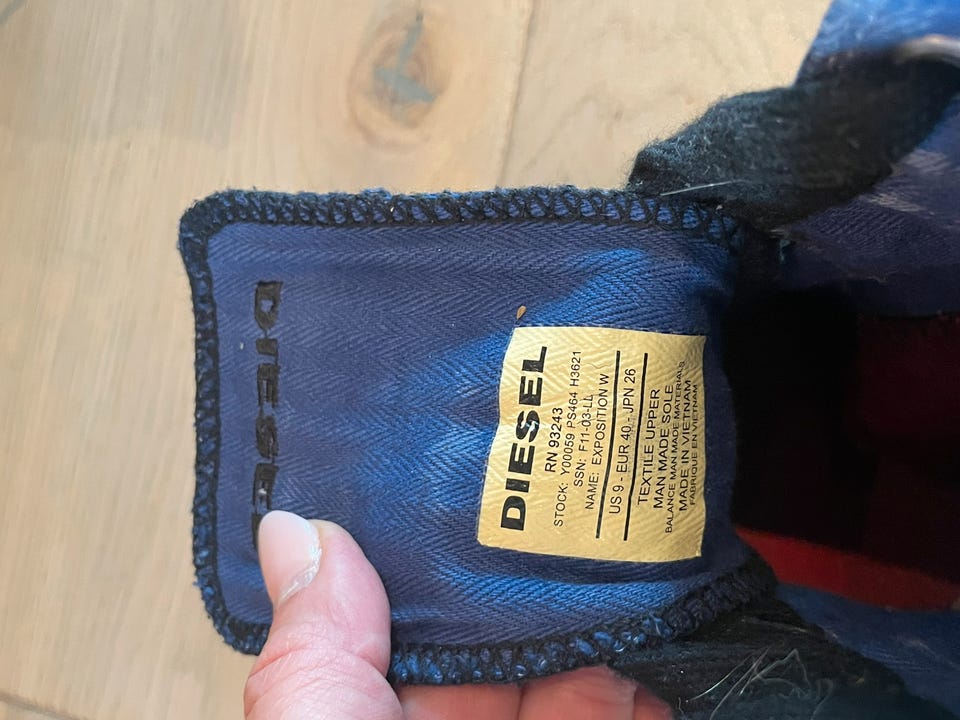 DIESEL
DIESEL
RN 93243
STOCK: Y00059 PS464 H3621
SSN: F11-03-LL
NAME: EXPOSITION W
US 9 - EUR 40 - JPN 26
TEXTILE UPPER
MAN MADE SOLE
BALANCE MAN MADE MATERIALS
MADE IN VIETNAM
FABRIQUE EN VIETNAM